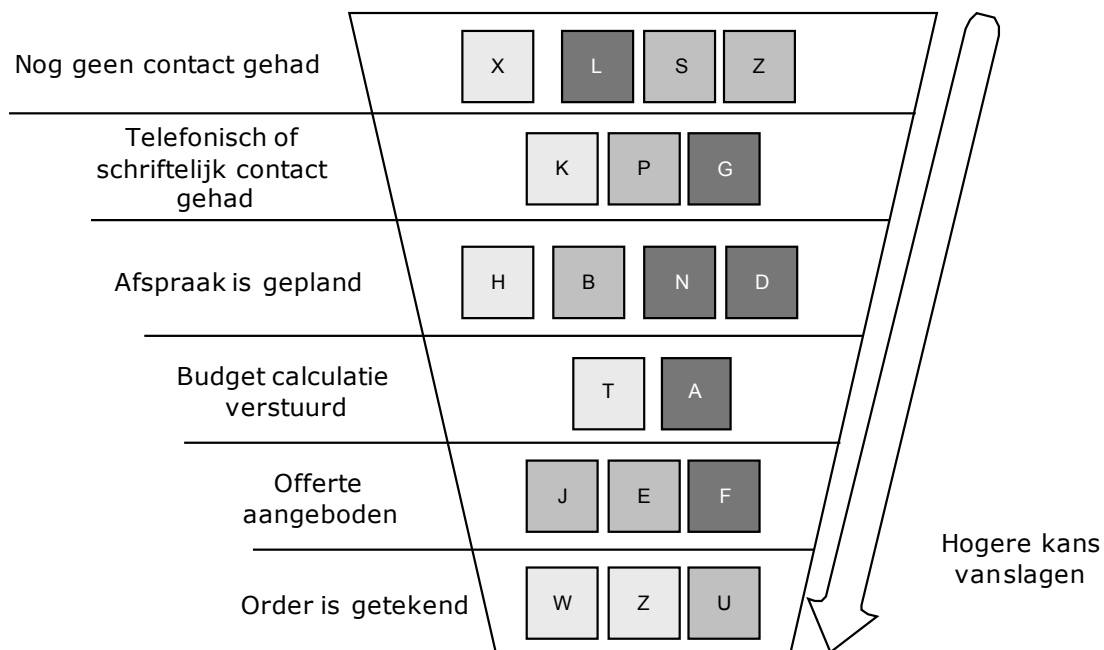 Nog geen contact gehad
X L S Z
Telefonisch of
schriftelijk contact
gehad
K P G
Afspraak is gepland
H B N D
Budget calculatie
verstuurd
T A
Offerte
aangeboden
J E F
Order is getekend
W Z U
Hogere kans
vanslagen